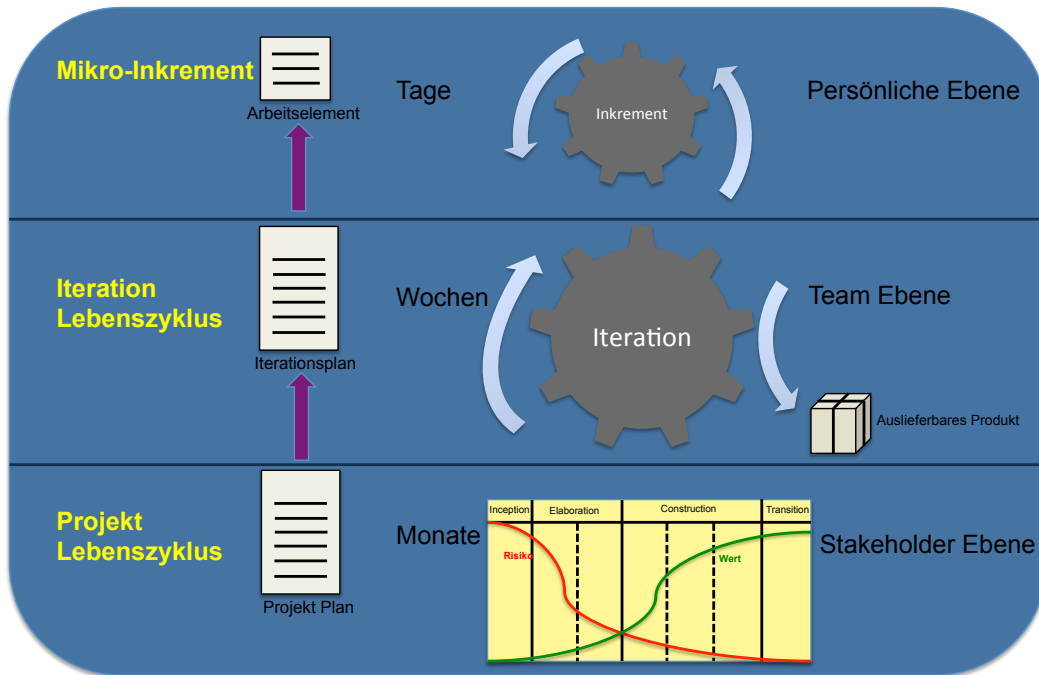 Mikro-Inkrement
Arbeitselement
Tage
Inkrement
Persönliche Ebene
Iteration
Lebenszyklus
Iterationsplan
Wochen
Iteration
Team Ebene
Auslieferbares Produkt
Projekt
Lebenszyklus
Projekt Plan
Monate
Inception
Elaboration
Construction
Transition
Risiko
Wert
Stakeholder Ebene